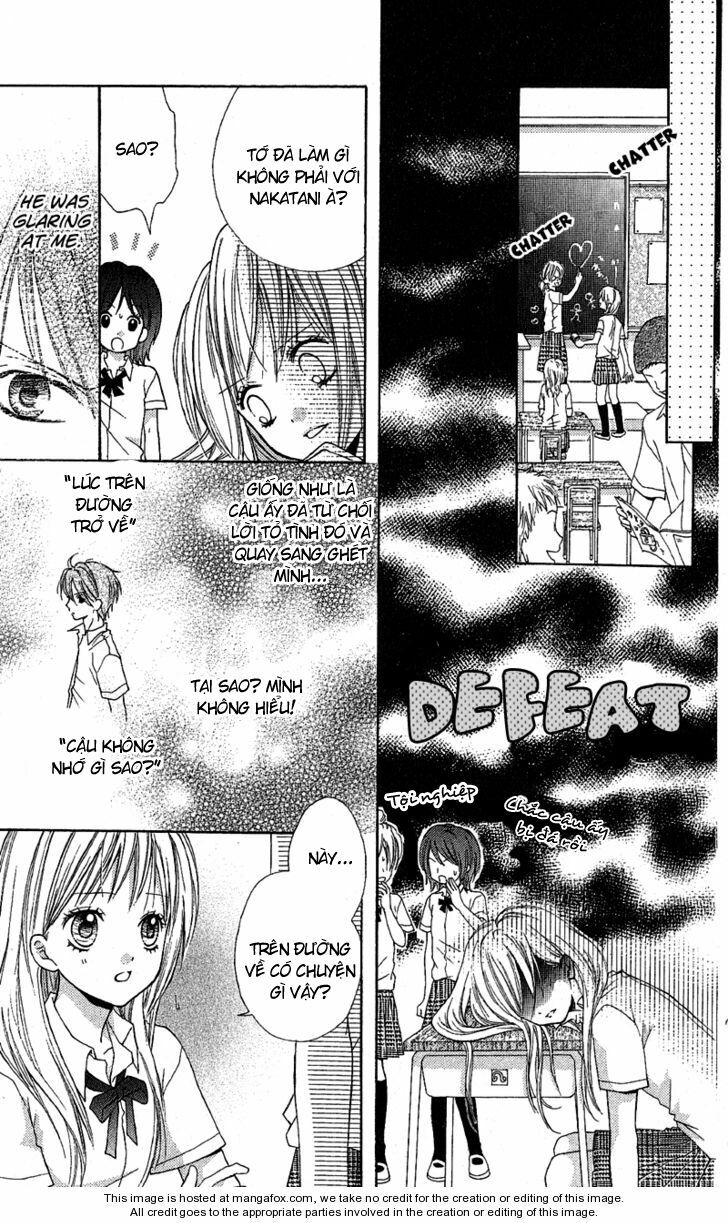 CHATTER
CHATTER
DEFEAT
Tội nghiệp
Chắc cậu ấy
bị đá rồi
TỚ ĐÃ LÀM GÌ
KHÔNG PHẢI VỚI
NAKATANI À?
SAO?
HE WAS
GLARING
AT ME.
GIỐNG NHƯ LÀ
CẬU ẤY ĐÃ TỪ CHỐI
LỜI TỎ TÌNH ĐÓ VÀ
QUAY SANG GHÉT
MÌNH...
"LÚC TRÊN
ĐƯỜNG
TRỞ VỀ"
TẠI SAO? MÌNH
KHÔNG HIỂU!
"CẬU KHÔNG
NHỚ GÌ SAO?"
NÀY...
TRÊN ĐƯỜNG
VỀ CÓ CHUYỆN
GÌ VẬY?
This image is hosted at mangafox.com, we take no credit for the creation or editing of this image.
All credit goes to the appropriate parties involved in the creation or editing of this image.